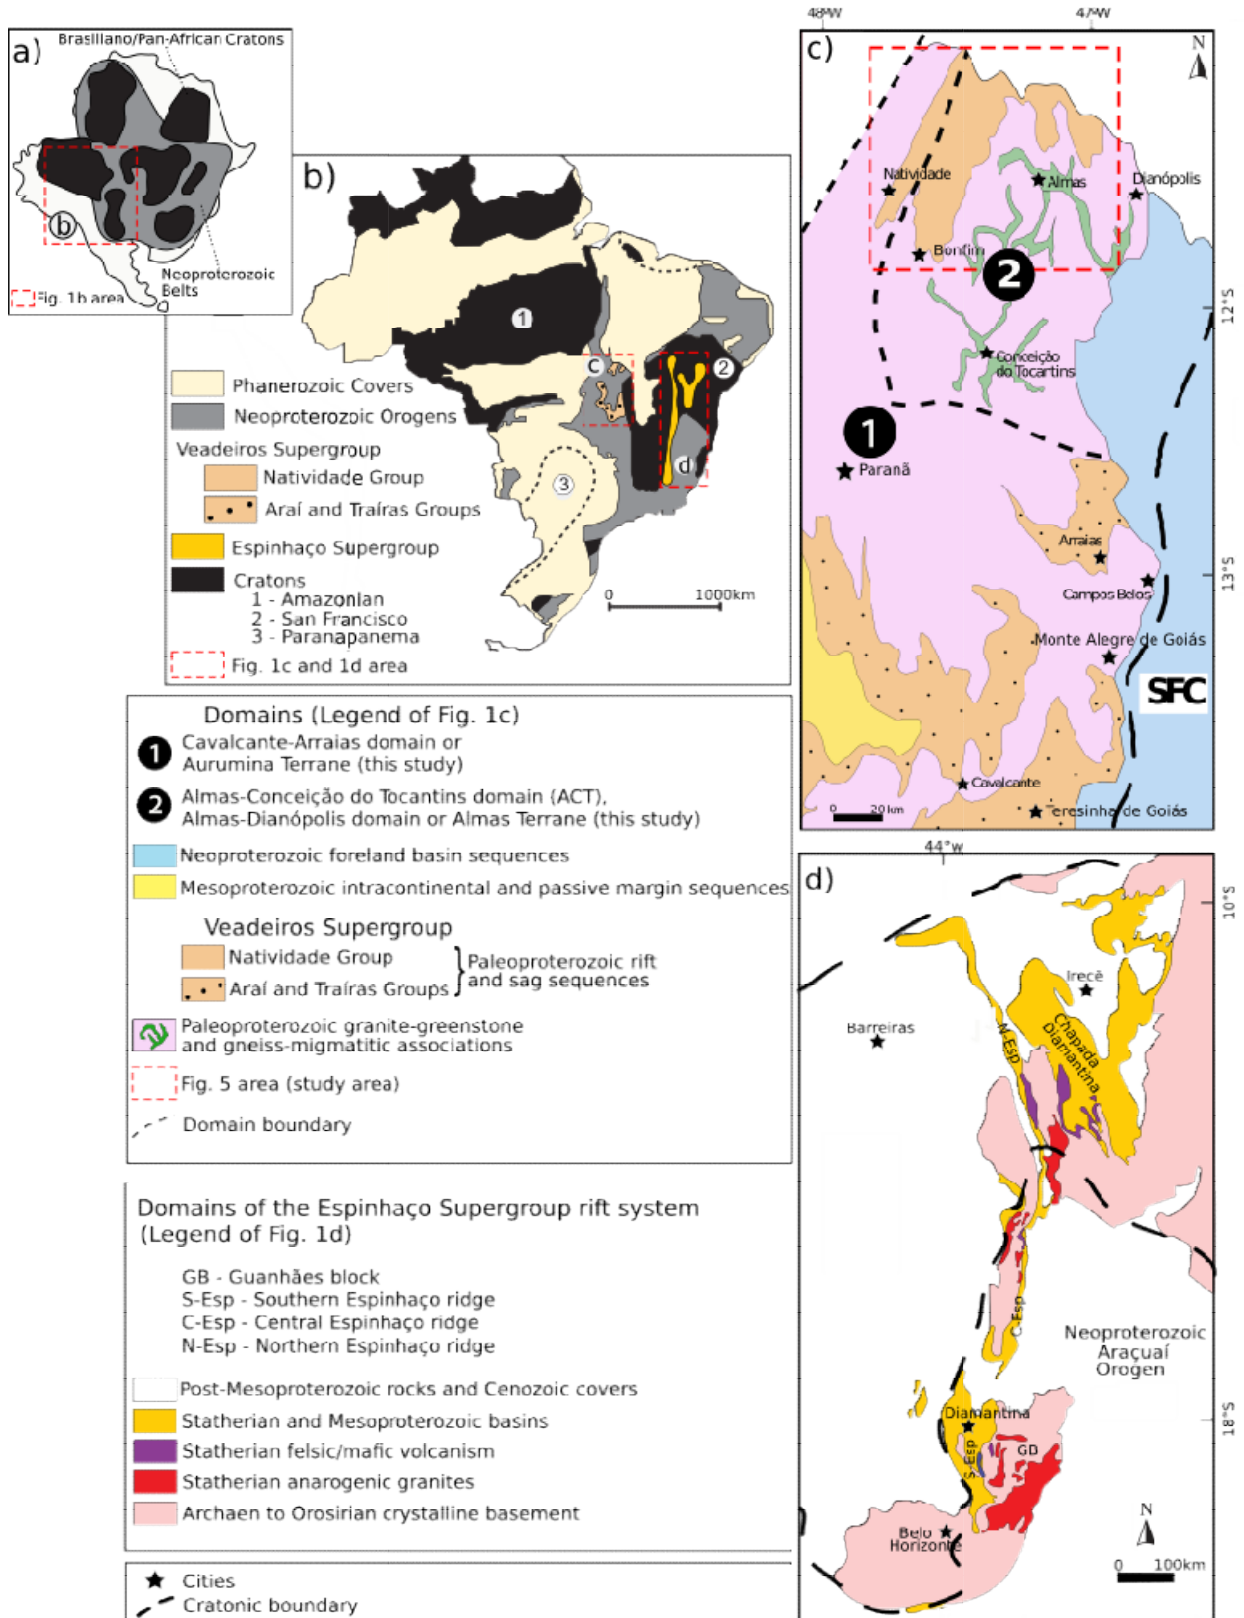 a)
Brasiliano/Pan-African Cratons
b
Neoproterozoic
Belts
Fig. 1b area
b)
1
c
2
d
3
0 1000km
Phanerozoic Covers
Neoproterozoic Orogens
Veadeiros Supergroup
Natividade Group
Araí and Traíras Groups
Espinhaço Supergroup
Cratons
1 - Amazonian
2 - San Francisco
3 - Paranapanema
Fig. 1c and 1d area
48°W
47°W
c)
N
Natividade
Almas
Dianópolis
Bonfim
2
12°S
Conceição
do Tocartins
1
Paranã
Arraias
13°S
Campos Belos
Monte Alegre de Goiás
SFC
Cavalcante
0 20 km
Teresinha de Goiás
Domains (Legend of Fig. 1c)
1 Cavalcante-Arraias domain or
Aurumina Terrane (this study)
2 Almas-Conceição do Tocantins domain (ACT),
Almas-Dianópolis domain or Almas Terrane (this study)
Neoproterozoic foreland basin sequences
Mesoproterozoic intracontinental and passive margin sequences
Veadeiros Supergroup
Natividade Group
Araí and Traíras Groups
Paleoproterozoic rift
and sag sequences
Paleoproterozoic granite-greenstone
and gneiss-migmatitic associations
Fig. 5 area (study area)
Domain boundary
Domains of the Espinhaço Supergroup rift system
(Legend of Fig. 1d)
GB - Guanhães block
S-Esp - Southern Espinhaço ridge
C-Esp - Central Espinhaço ridge
N-Esp - Northern Espinhaço ridge
Post-Mesoproterozoic rocks and Cenozoic covers
Statherian and Mesoproterozoic basins
Statherian felsic/mafic volcanism
Statherian anarogenic granites
Archaen to Orosirian crystalline basement
Cities
Cratonic boundary
44°W
d)
10°S
Irecê
Barreiras
N-Esp
Chapada
Diamantina
C-Esp
Neoproterozoic
Araçuaí
Orogen
Diamantina
18°S
S-Esp
GB
Belo
Horizonte
N
0 100km